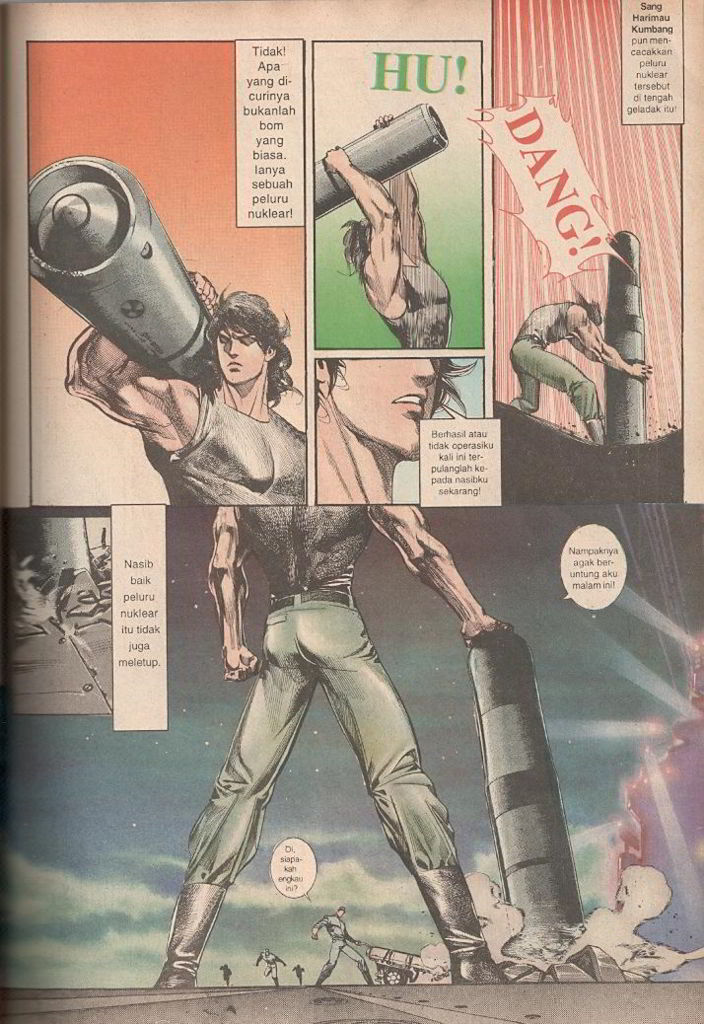 Tidak!
Apa
yang di-
curinya
bukanlah
bom
yang
biasa.
Ianya
sebuah
peluru
nuklear!
HU!
Sang
Harimau
Kumbang
pun men-
cacakkan
peluru
nuklear
tersebut
di tengah
geladak itu!
DANG!
Berhasil atau
tidak operasiku
kali ini ter-
pulanglah ke-
pada nasibku
sekarang!
Nasib
baik
peluru
nuklear
itu tidak
juga
meletup.
Nampaknya
agak ber-
untung aku
malam ini!
Di,
siapa-
kah
engkau
ini?